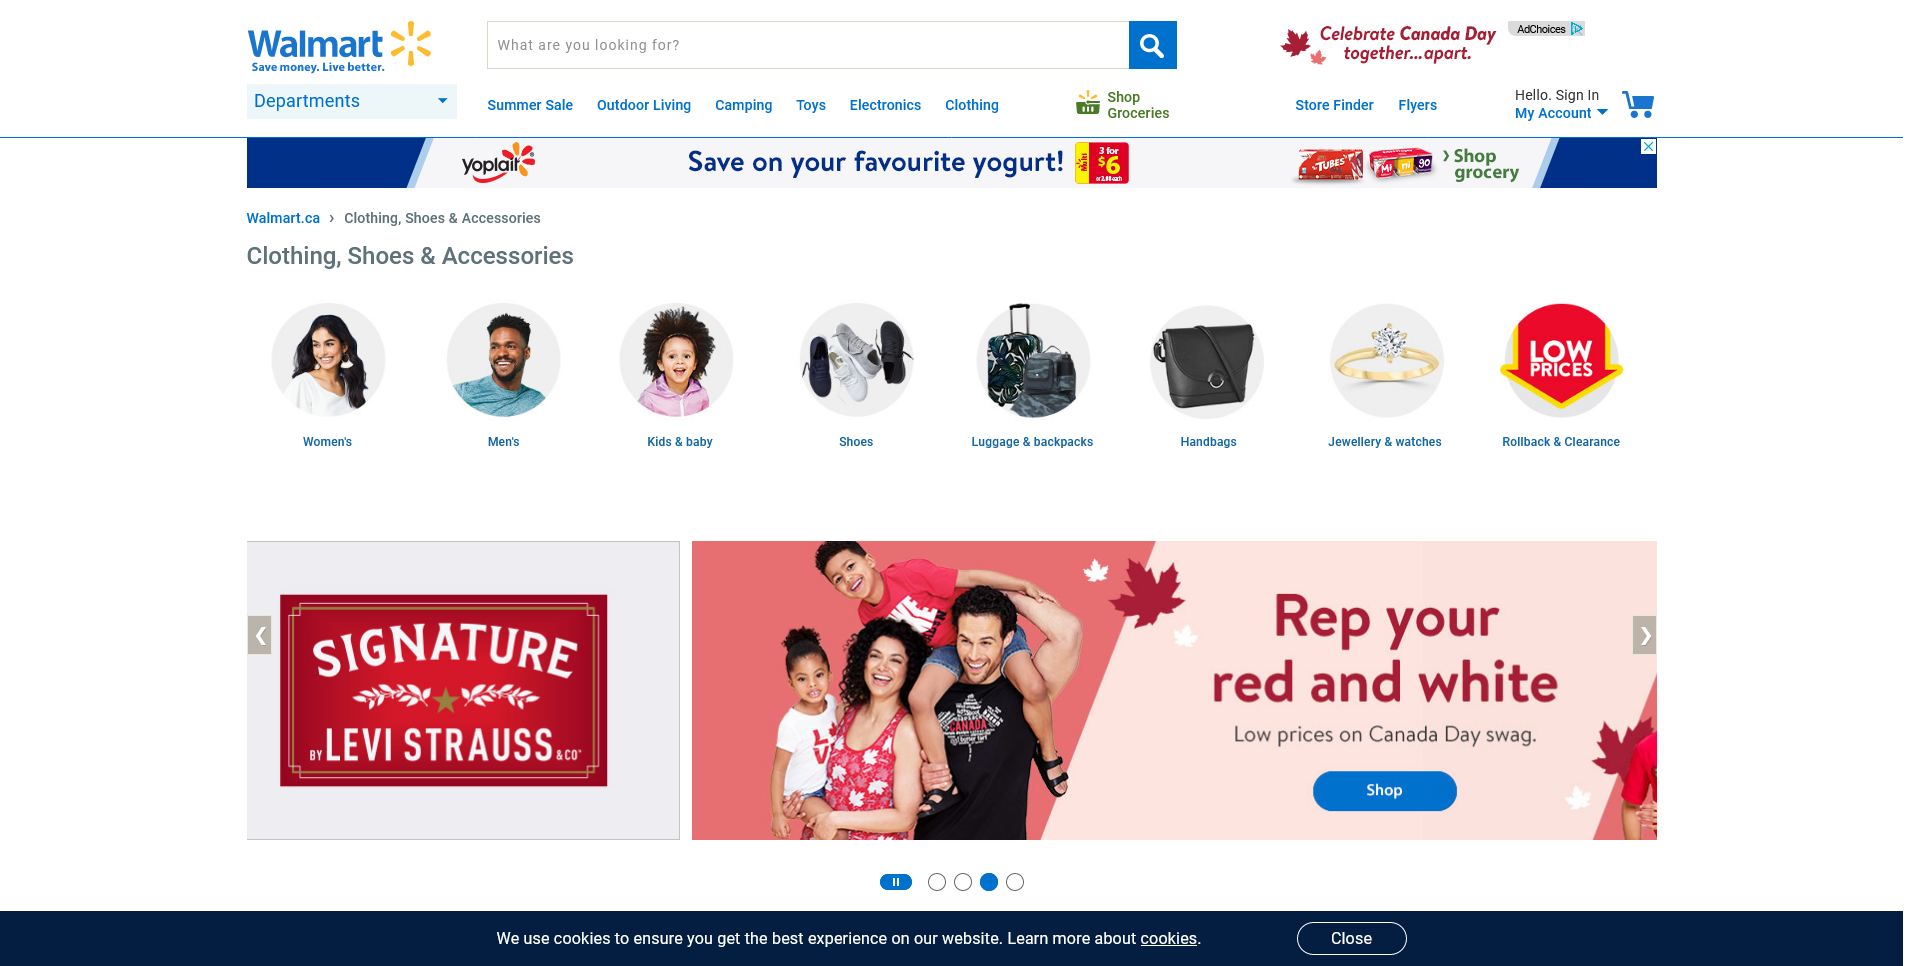 Walmart
Save money. Live better.
What are you looking for?
Celebrate Canada Day
together...apart.
AdChoices
Departments
Summer Sale
Outdoor Living
Camping
Toys
Electronics
Clothing
Shop
Groceries
Store Finder
Flyers
Hello. Sign In
My Account
yoplait
Save on your favourite yogurt!
Multi
3 for
$6
TUBES
› Shop
grocery
Walmart.ca › Clothing, Shoes & Accessories
Clothing, Shoes & Accessories
LOW
PRICES
Women's
Men's
Kids & baby
Shoes
Luggage & backpacks
Handbags
Jewellery & watches
Rollback & Clearance
SIGNATURE
BY LEVI STRAUSS & CO™
CANADA
Rep your
red and white
Low prices on Canada Day swag.
Shop
We use cookies to ensure you get the best experience on our website. Learn more about cookies.
Close